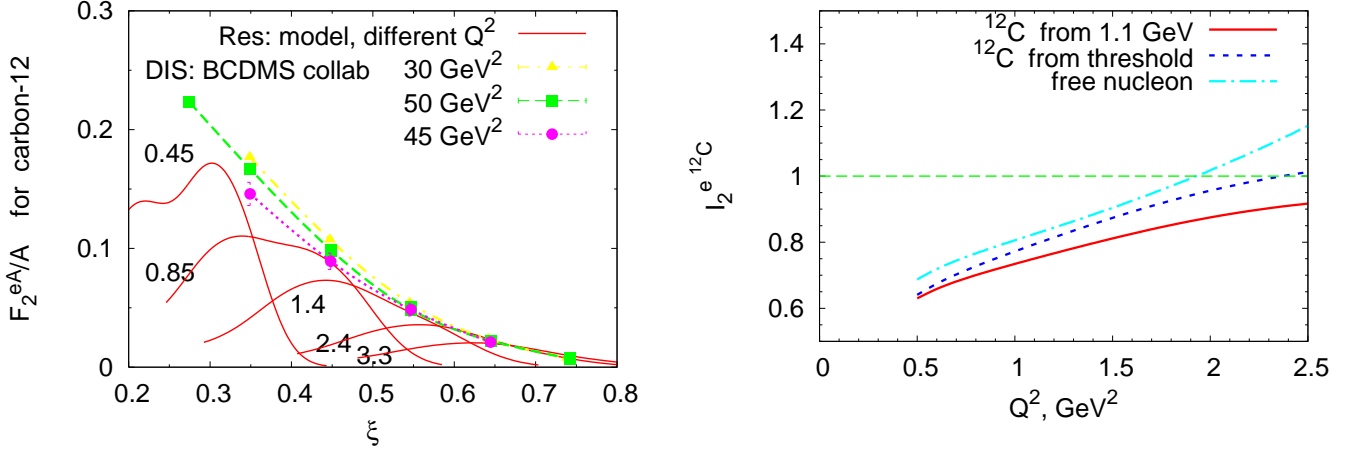 F₂ᵉᴬ/A for carbon-12
0.3
0.2
0.1
0
Res: model, different Q²
DIS: BCDMS collab
30 GeV²
50 GeV²
45 GeV²
0.45
0.85
1.4
2.4
3.3
0.2 0.3 0.4 0.5 0.6 0.7 0.8
ξ
I₂ᵉ ¹²C
1.4
1.2
1
0.8
0.6
¹²C from 1.1 GeV
¹²C from threshold
free nucleon
0 0.5 1 1.5 2 2.5
Q², GeV²